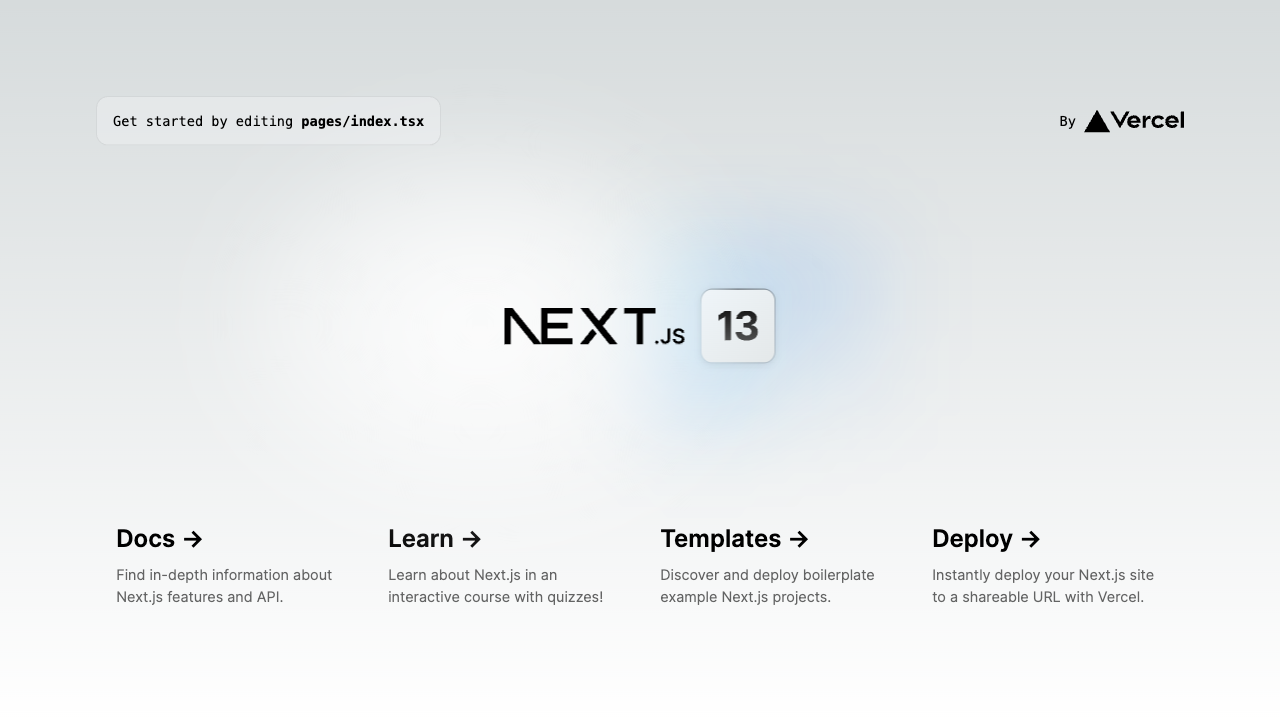 Get started by editing pages/index.tsx
By Vercel
NEXT.JS 13
Docs →
Find in-depth information about
Next.js features and API.
Learn →
Learn about Next.js in an
interactive course with quizzes!
Templates →
Discover and deploy boilerplate
example Next.js projects.
Deploy →
Instantly deploy your Next.js site
to a shareable URL with Vercel.